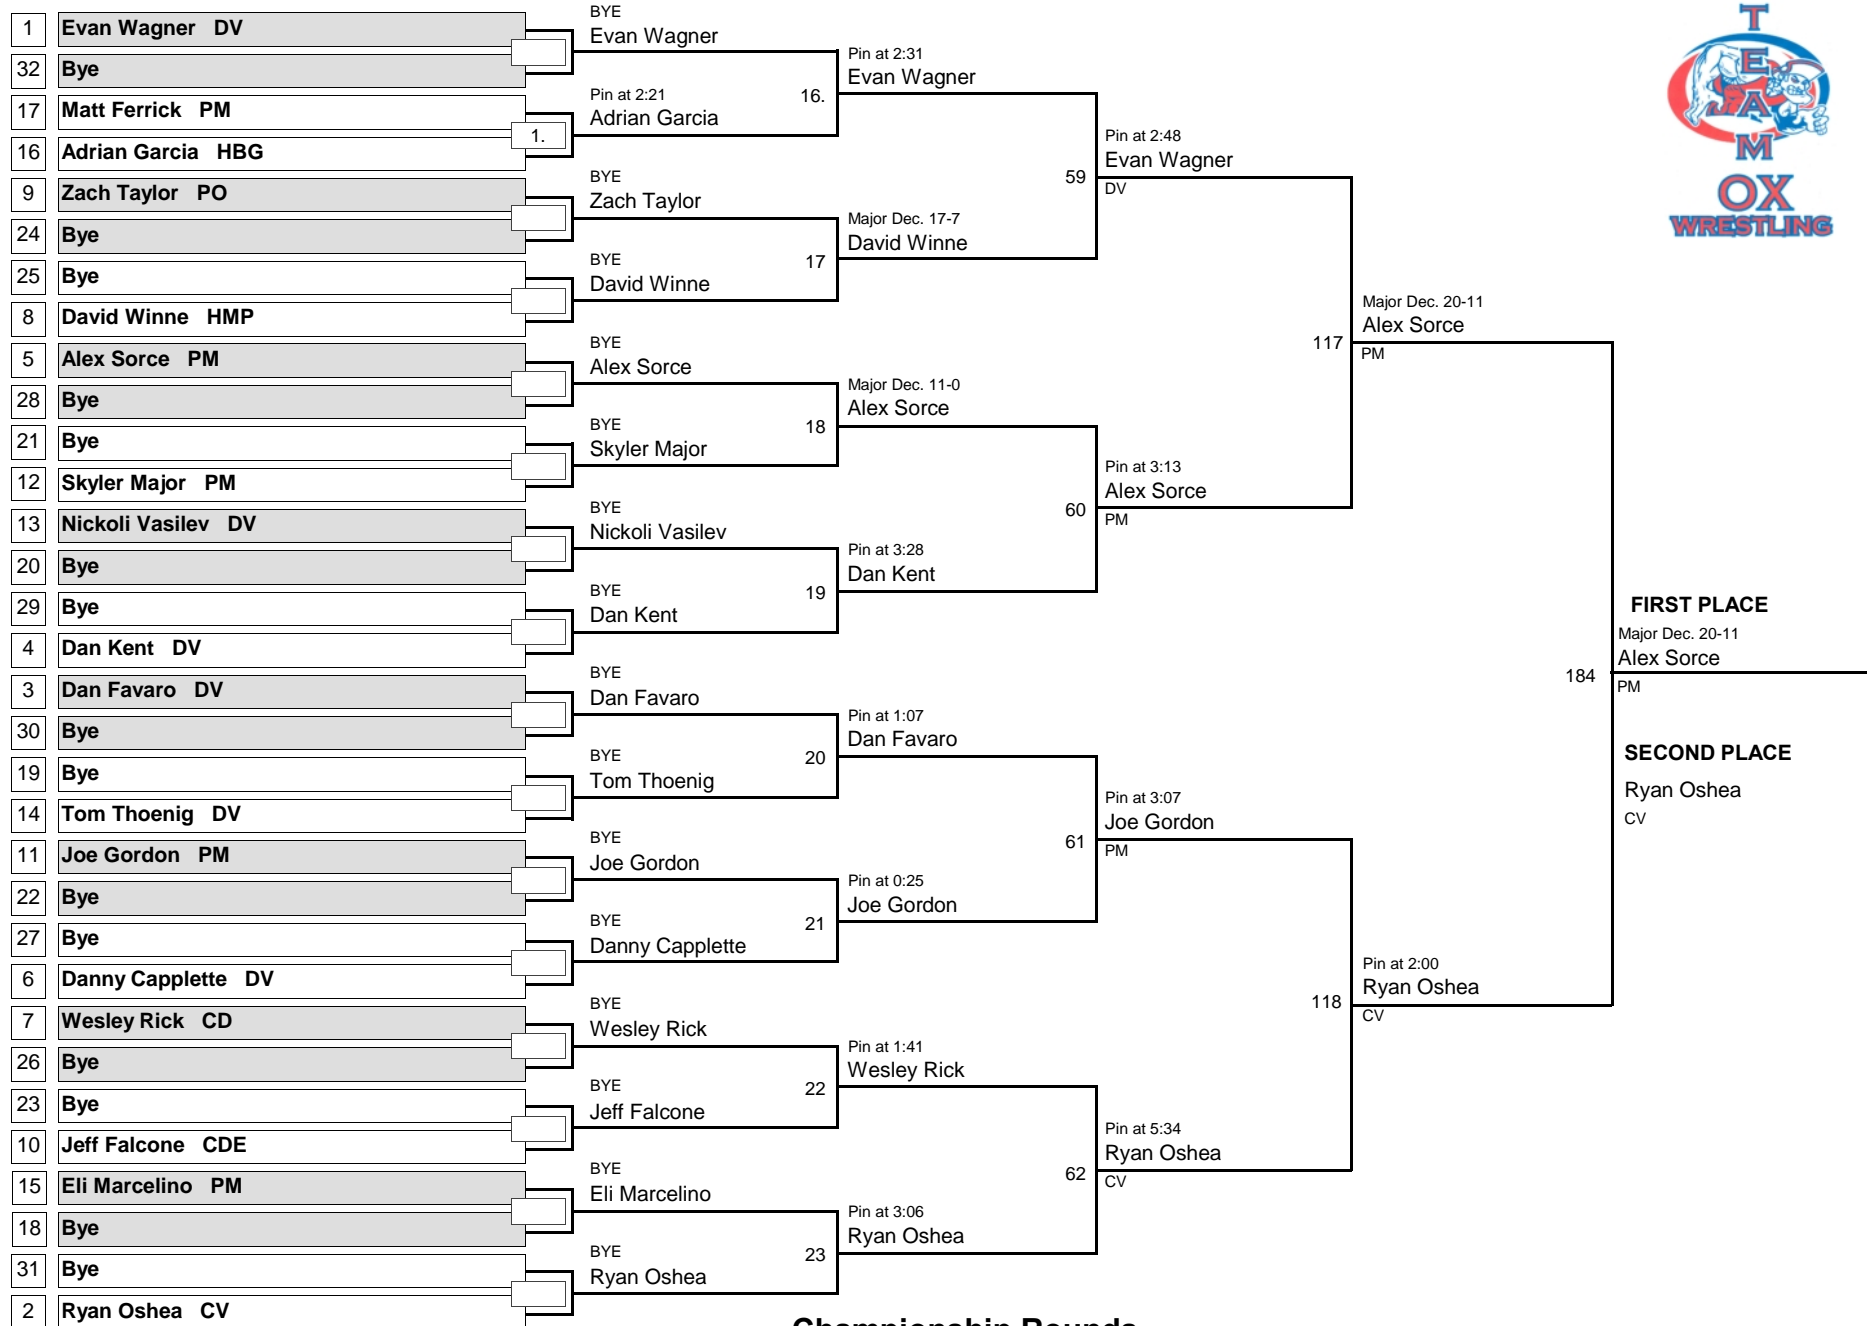 1 Evan Wagner DV
32 Bye
17 Matt Ferrick PM
16 Adrian Garcia HBG
9 Zach Taylor PO
24 Bye
25 Bye
8 David Winne HMP
5 Alex Sorce PM
28 Bye
21 Bye
12 Skyler Major PM
13 Nickoli Vasilev DV
20 Bye
29 Bye
4 Dan Kent DV
3 Dan Favaro DV
30 Bye
19 Bye
14 Tom Thoenig DV
11 Joe Gordon PM
22 Bye
27 Bye
6 Danny Capplette DV
7 Wesley Rick CD
26 Bye
23 Bye
10 Jeff Falcone CDE
15 Eli Marcelino PM
18 Bye
31 Bye
2 Ryan Oshea CV
1.
BYE
Evan Wagner
Pin at 2:21
Adrian Garcia
BYE
Zach Taylor
BYE
David Winne
BYE
Alex Sorce
BYE
Skyler Major
BYE
Nickoli Vasilev
BYE
Dan Kent
BYE
Dan Favaro
BYE
Tom Thoenig
BYE
Joe Gordon
BYE
Danny Capplette
BYE
Wesley Rick
BYE
Jeff Falcone
BYE
Eli Marcelino
BYE
Ryan Oshea
16.
17
18
19
20
21
22
23
Pin at 2:31
Evan Wagner
Major Dec. 17-7
David Winne
Major Dec. 11-0
Alex Sorce
Pin at 3:28
Dan Kent
Pin at 1:07
Dan Favaro
Pin at 0:25
Joe Gordon
Pin at 1:41
Wesley Rick
Pin at 3:06
Ryan Oshea
59
60
61
62
Pin at 2:48
Evan Wagner
DV
Pin at 3:13
Alex Sorce
PM
Pin at 3:07
Joe Gordon
PM
Pin at 5:34
Ryan Oshea
CV
117
118
Major Dec. 20-11
Alex Sorce
PM
Pin at 2:00
Ryan Oshea
CV
184
FIRST PLACE
Major Dec. 20-11
Alex Sorce
PM
SECOND PLACE
Ryan Oshea
CV
TEAM
OX
WRESTLING
Championship Rounds